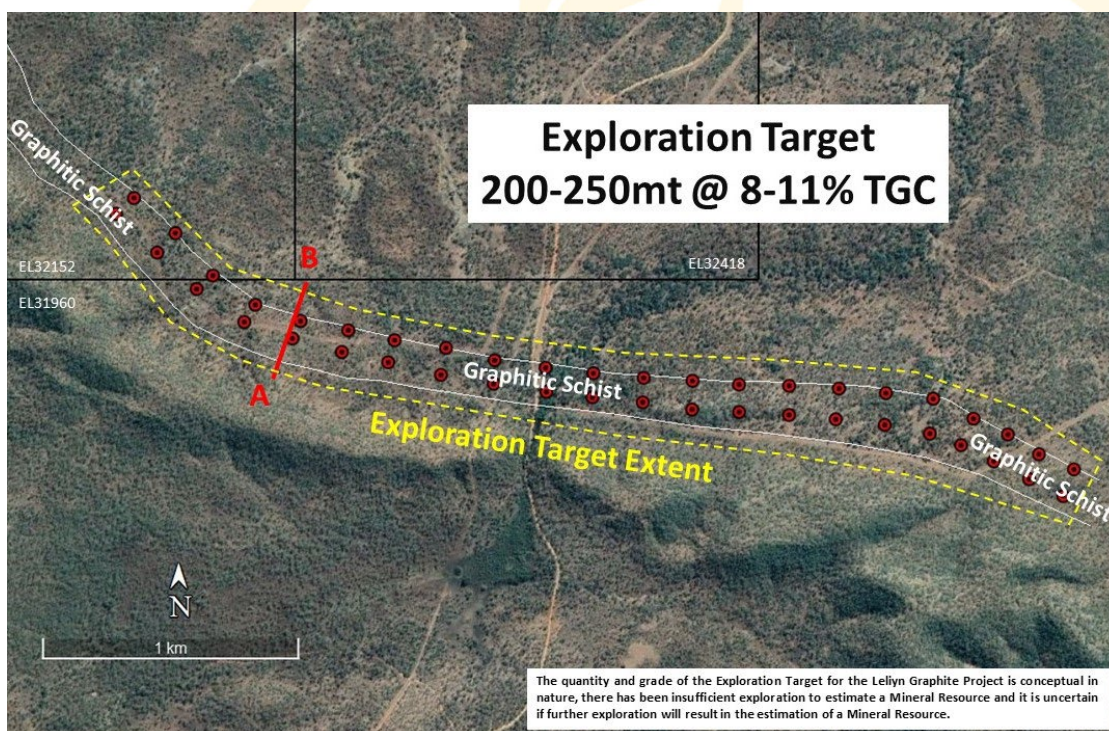 Exploration Target
200-250mt @ 8-11% TGC
Graphitic Schist
EL32152
EL31960
EL32418
B
A
Graphitic Schist
Exploration Target Extent
Graphitic Schist
N
1 km
The quantity and grade of the Exploration Target for the Leliyn Graphite Project is conceptual in
nature, there has been insufficient exploration to estimate a Mineral Resource and it is uncertain
if further exploration will result in the estimation of a Mineral Resource.